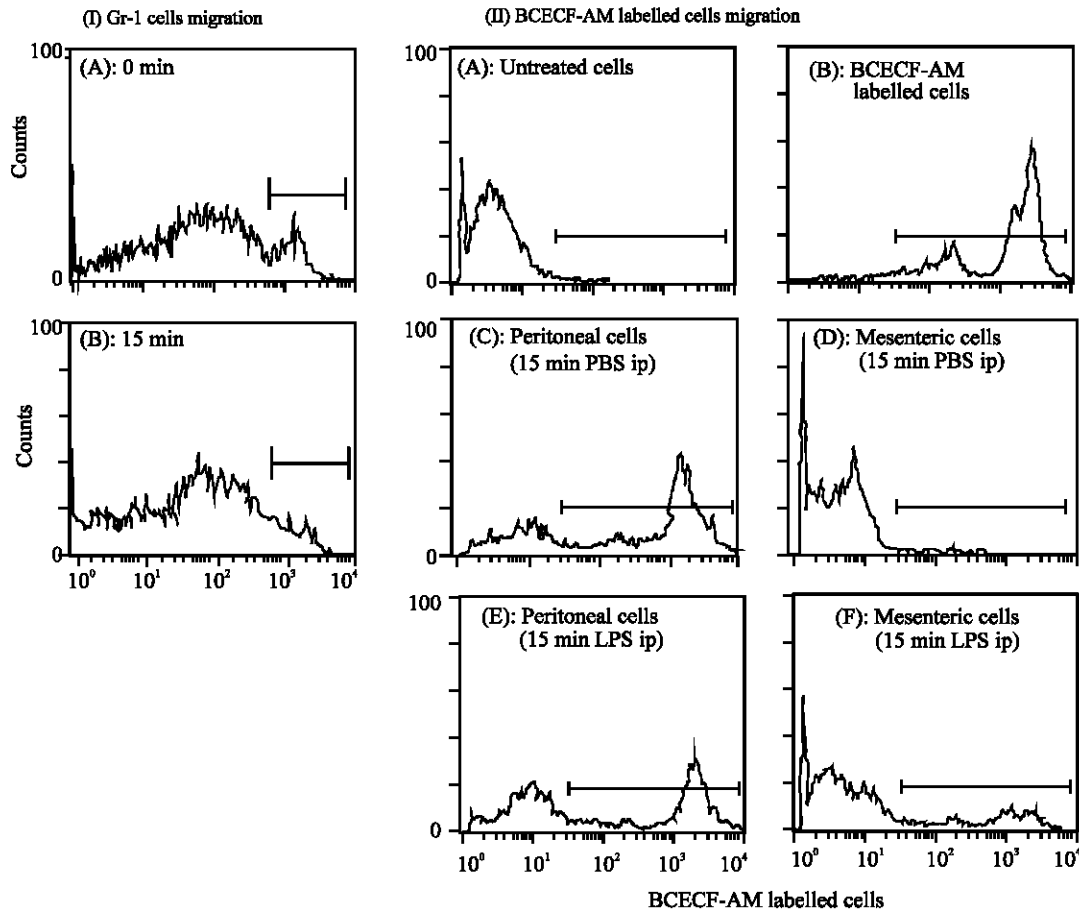 (I) Gr-1 cells migration
(II) BCECF-AM labelled cells migration
100
(A): 0 min
Counts
0
100
(A): Untreated cells
0
(B): BCECF-AM
labelled cells
100
(B): 15 min
Counts
0
10⁰ 10¹ 10² 10³ 10⁴
100
(C): Peritoneal cells
(15 min PBS ip)
0
(D): Mesenteric cells
(15 min PBS ip)
100
(E): Peritoneal cells
(15 min LPS ip)
0
10⁰ 10¹ 10² 10³ 10⁴
(F): Mesenteric cells
(15 min LPS ip)
10⁰ 10¹ 10² 10³ 10⁴
BCECF-AM labelled cells